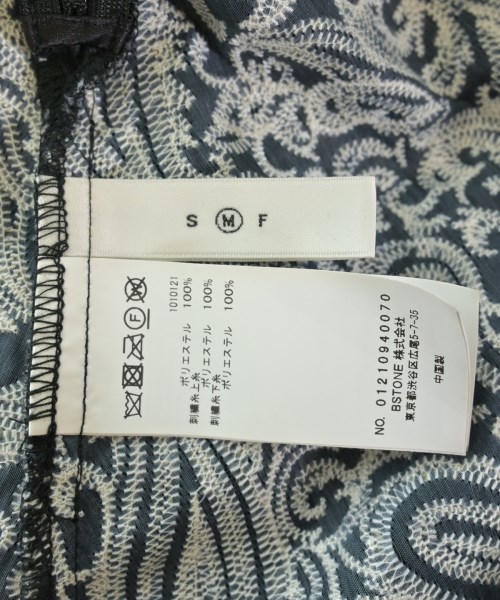 S M F
1010121
ポリエステル 100%
刺繍糸上糸
ポリエステル 100%
刺繍糸下糸
ポリエステル 100%
NO. 01210940070
BSTONE 株式会社
東京都渋谷区広尾5-7-35
中国製